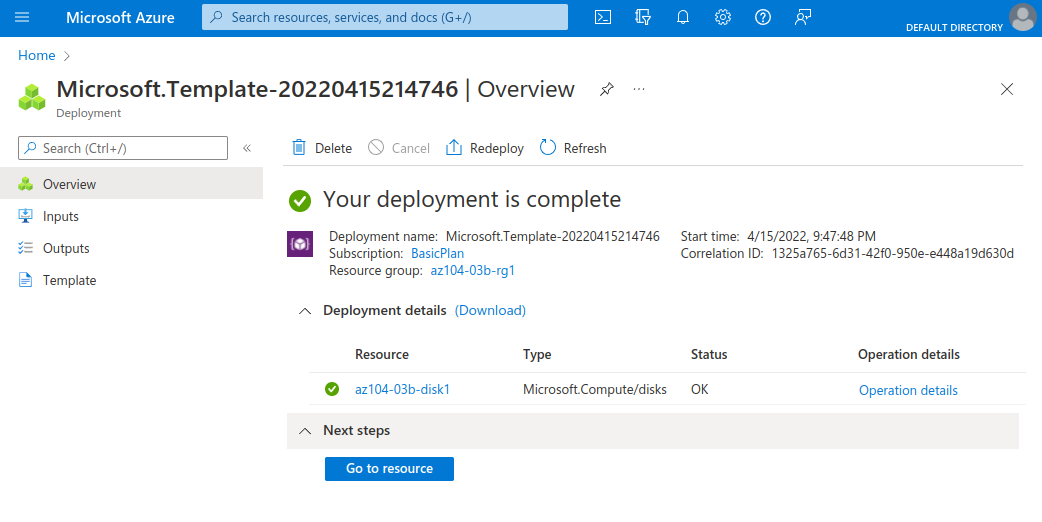 Microsoft Azure
Search resources, services, and docs (G+/)
DEFAULT DIRECTORY
Home
Microsoft.Template-20220415214746 | Overview
Deployment
Search (Ctrl+/)
Overview
Inputs
Outputs
Template
Delete Cancel Redeploy Refresh
Your deployment is complete
Deployment name: Microsoft.Template-20220415214746 Start time: 4/15/2022, 9:47:48 PM
Subscription: BasicPlan Correlation ID: 1325a765-6d31-42f0-950e-e448a19d630d
Resource group: az104-03b-rg1
Deployment details (Download)
Resource Type Status Operation details
az104-03b-disk1 Microsoft.Compute/disks OK Operation details
Next steps
Go to resource